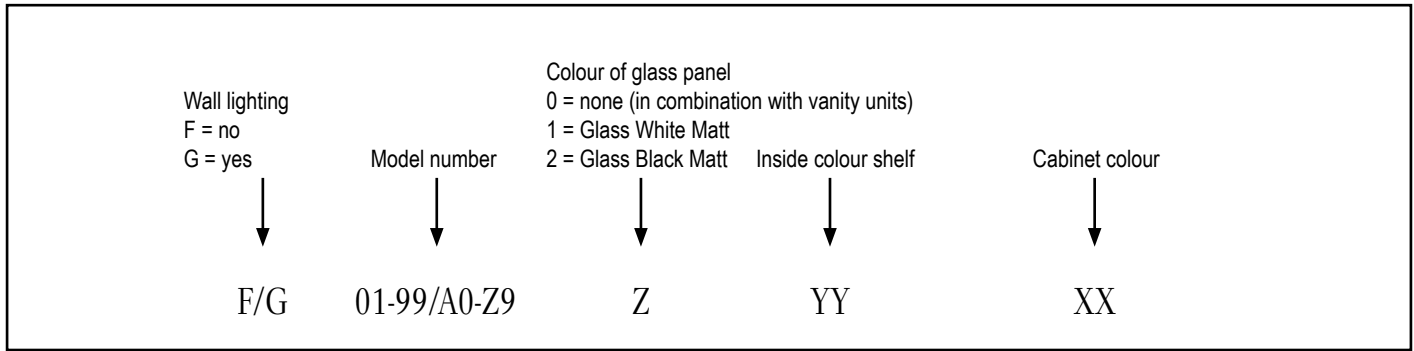 Colour of glass panel
Wall lighting
0 = none (in combination with vanity units)
F = no
1 = Glass White Matt
G = yes
Model number
2 = Glass Black Matt
Inside colour shelf
Cabinet colour
F/G
01-99/A0-Z9
Z
YY
XX